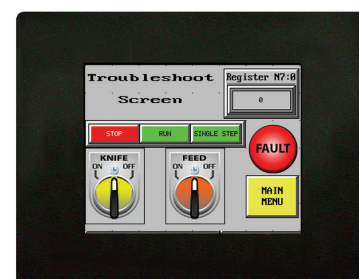 Troubleshoot
Screen
Register N7:0
0
STOP RUN SINGLE STEP
KNIFE
ON OFF
FEED
ON OFF
FAULT
MAIN
MENU